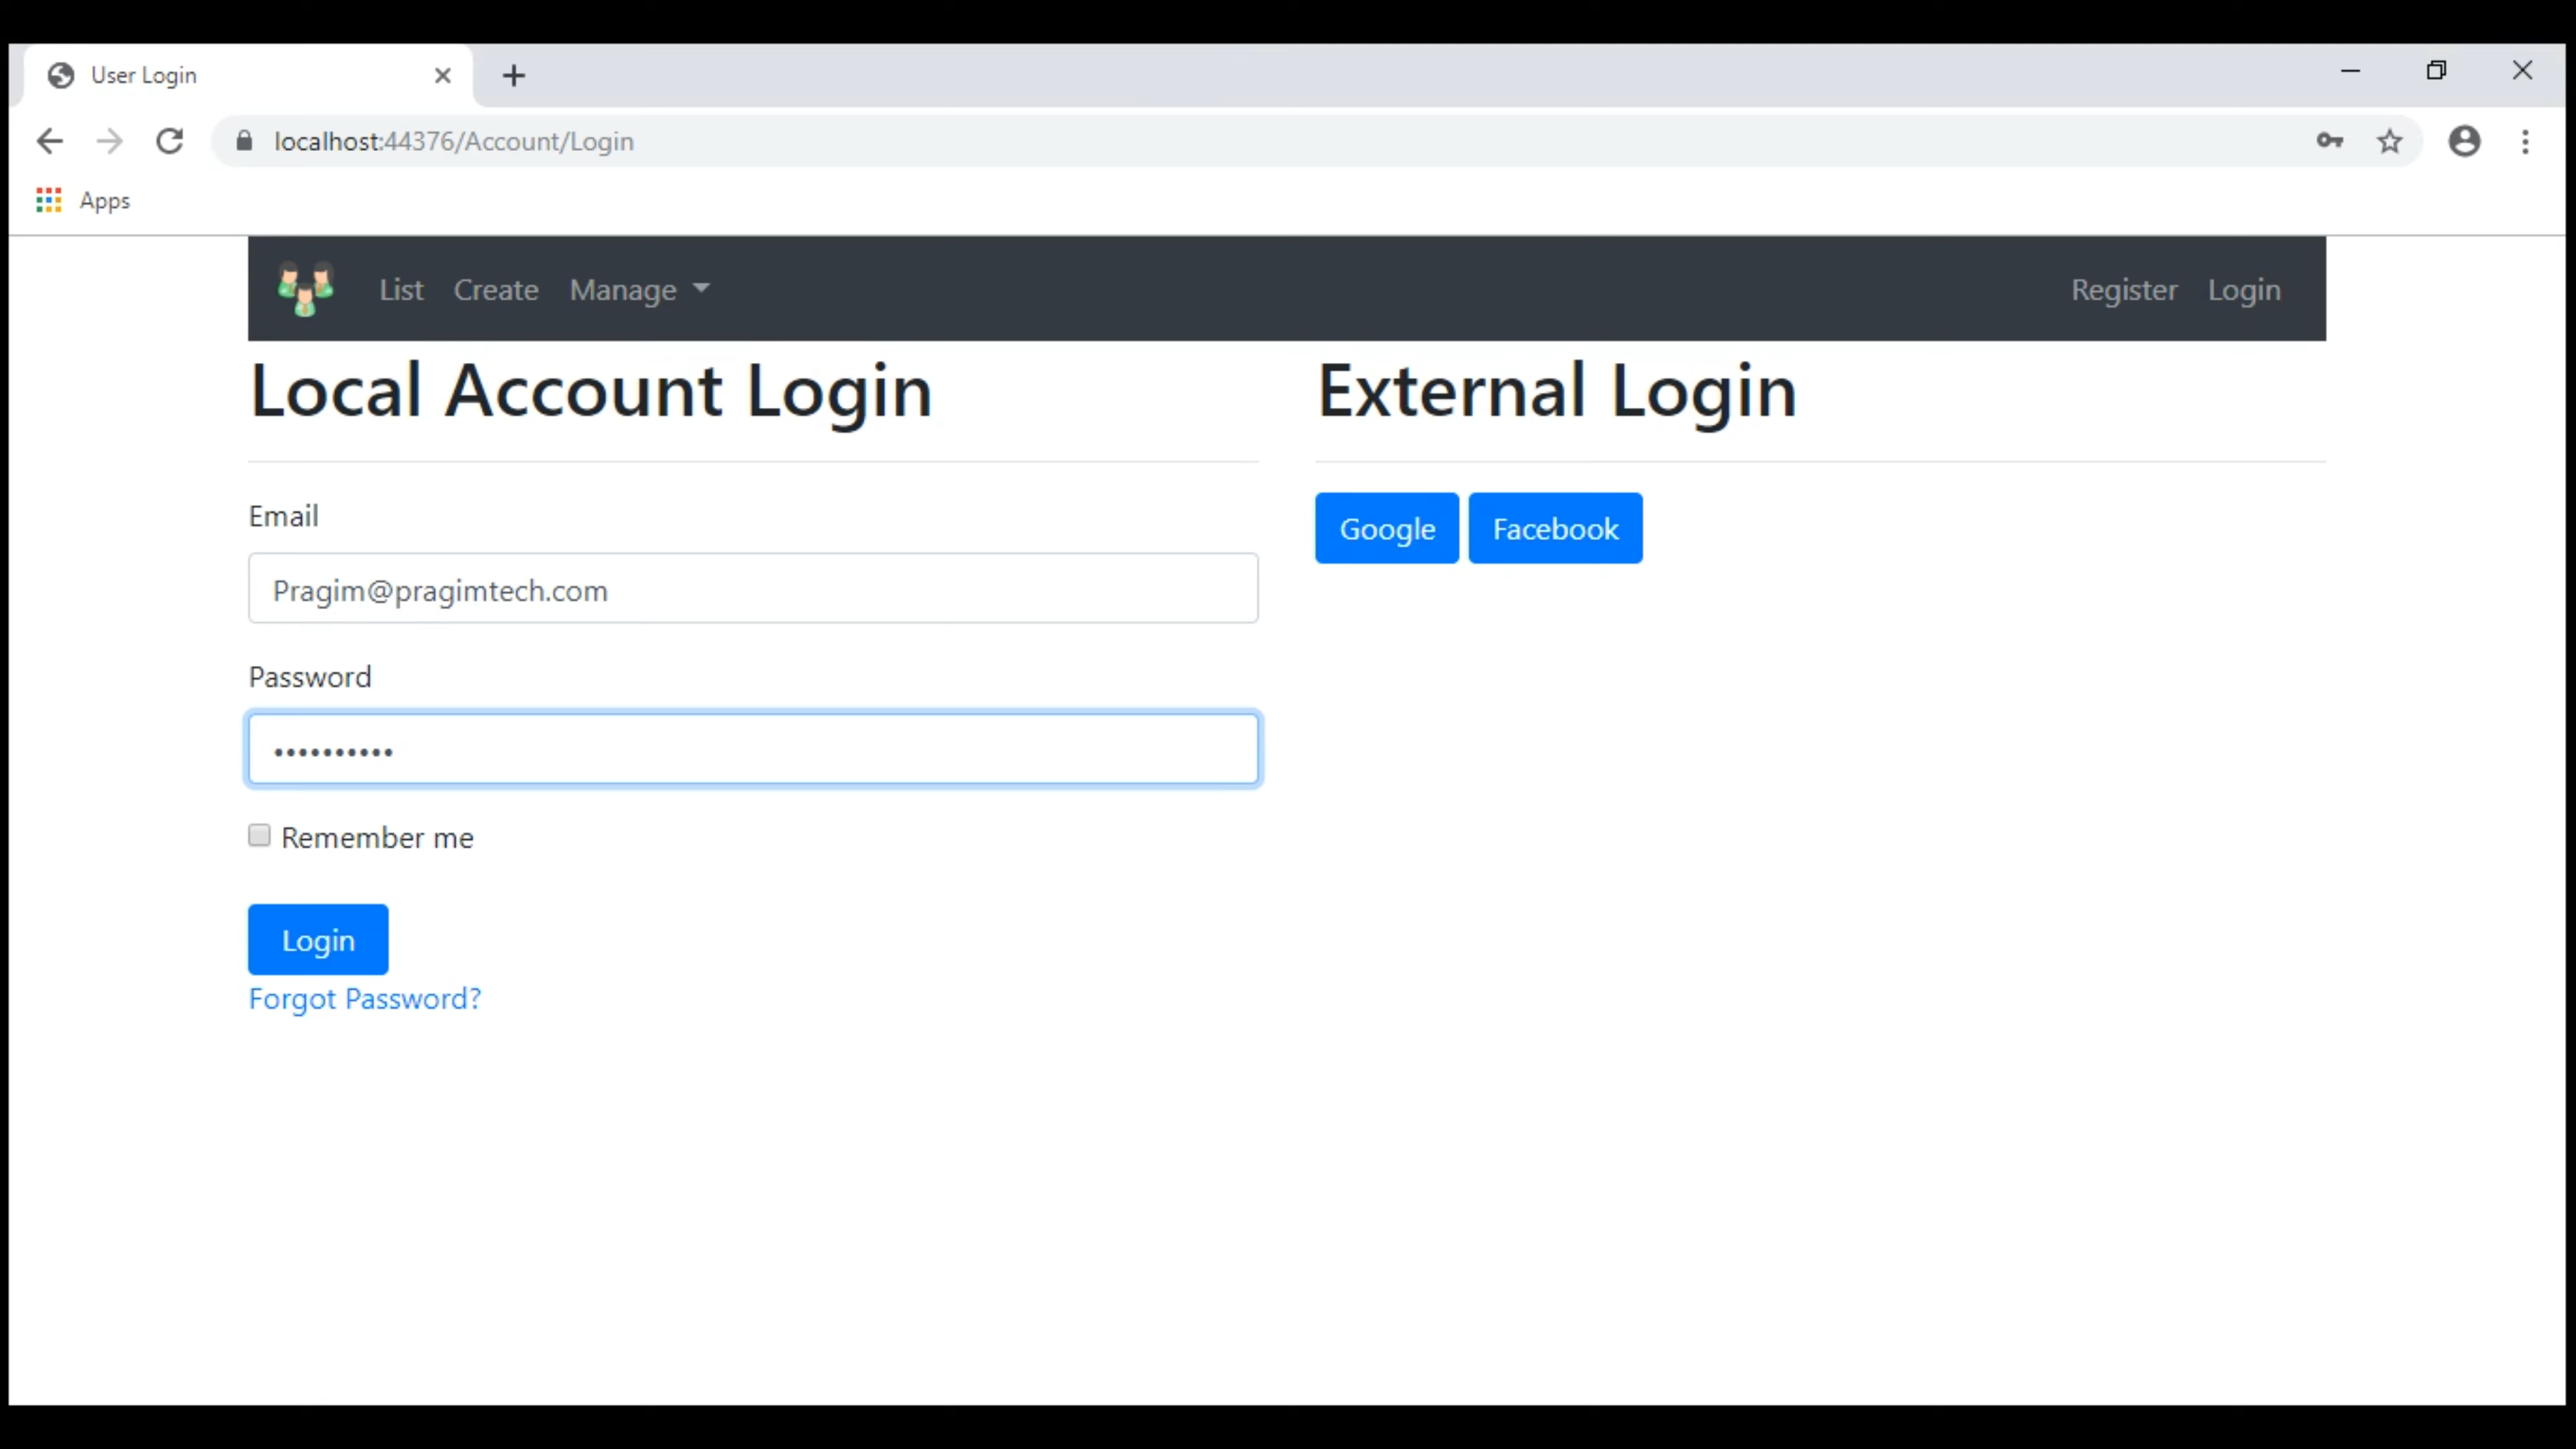 User Login
localhost:44376/Account/Login
Apps
List Create Manage Register Login
Local Account Login
External Login
Email
Google Facebook
Pragim@pragimtech.com
Password
••••••••••
Remember me
Login
Forgot Password?